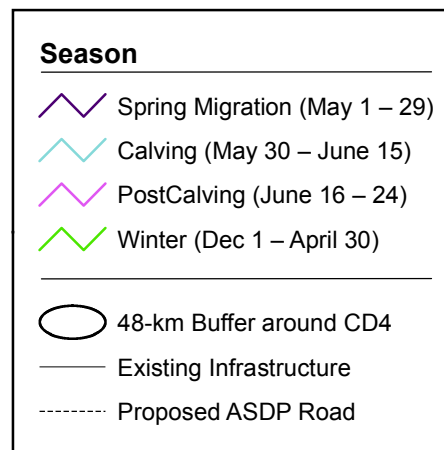 Season
Spring Migration (May 1 – 29)
Calving (May 30 – June 15)
PostCalving (June 16 – 24)
Winter (Dec 1 – April 30)
48-km Buffer around CD4
Existing Infrastructure
Proposed ASDP Road